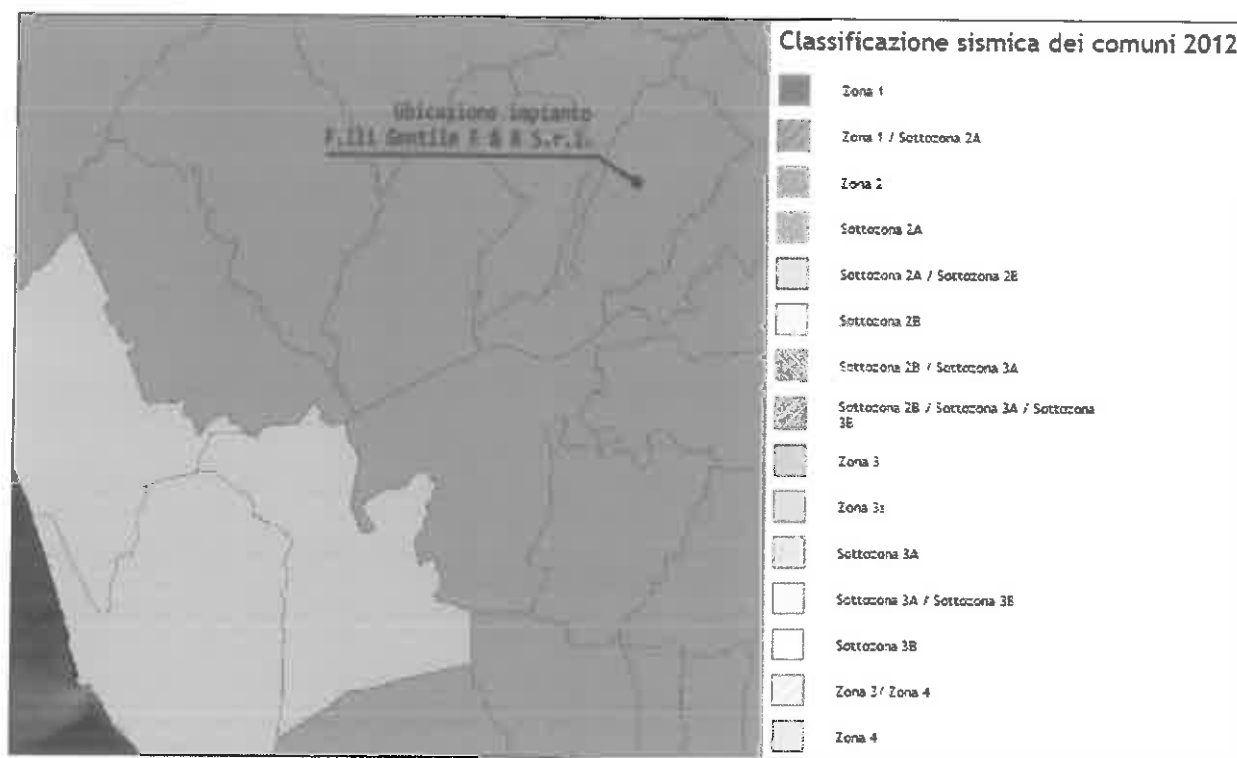 Classificazione sismica dei comuni 2012
Ubicazione impianto
F.lli Gentile F & R S.r.l.
Zona 1
Zona 1 / Sottozona 2A
Zona 2
Sottozona 2A
Sottozona 2A / Sottozona 2B
Sottozona 2B
Sottozona 2B / Sottozona 3A
Sottozona 2B / Sottozona 3A / Sottozona
3B
Zona 3
Zona 3s
Sottozona 3A
Sottozona 3A / Sottozona 3B
Sottozona 3B
Zona 3 / Zona 4
Zona 4